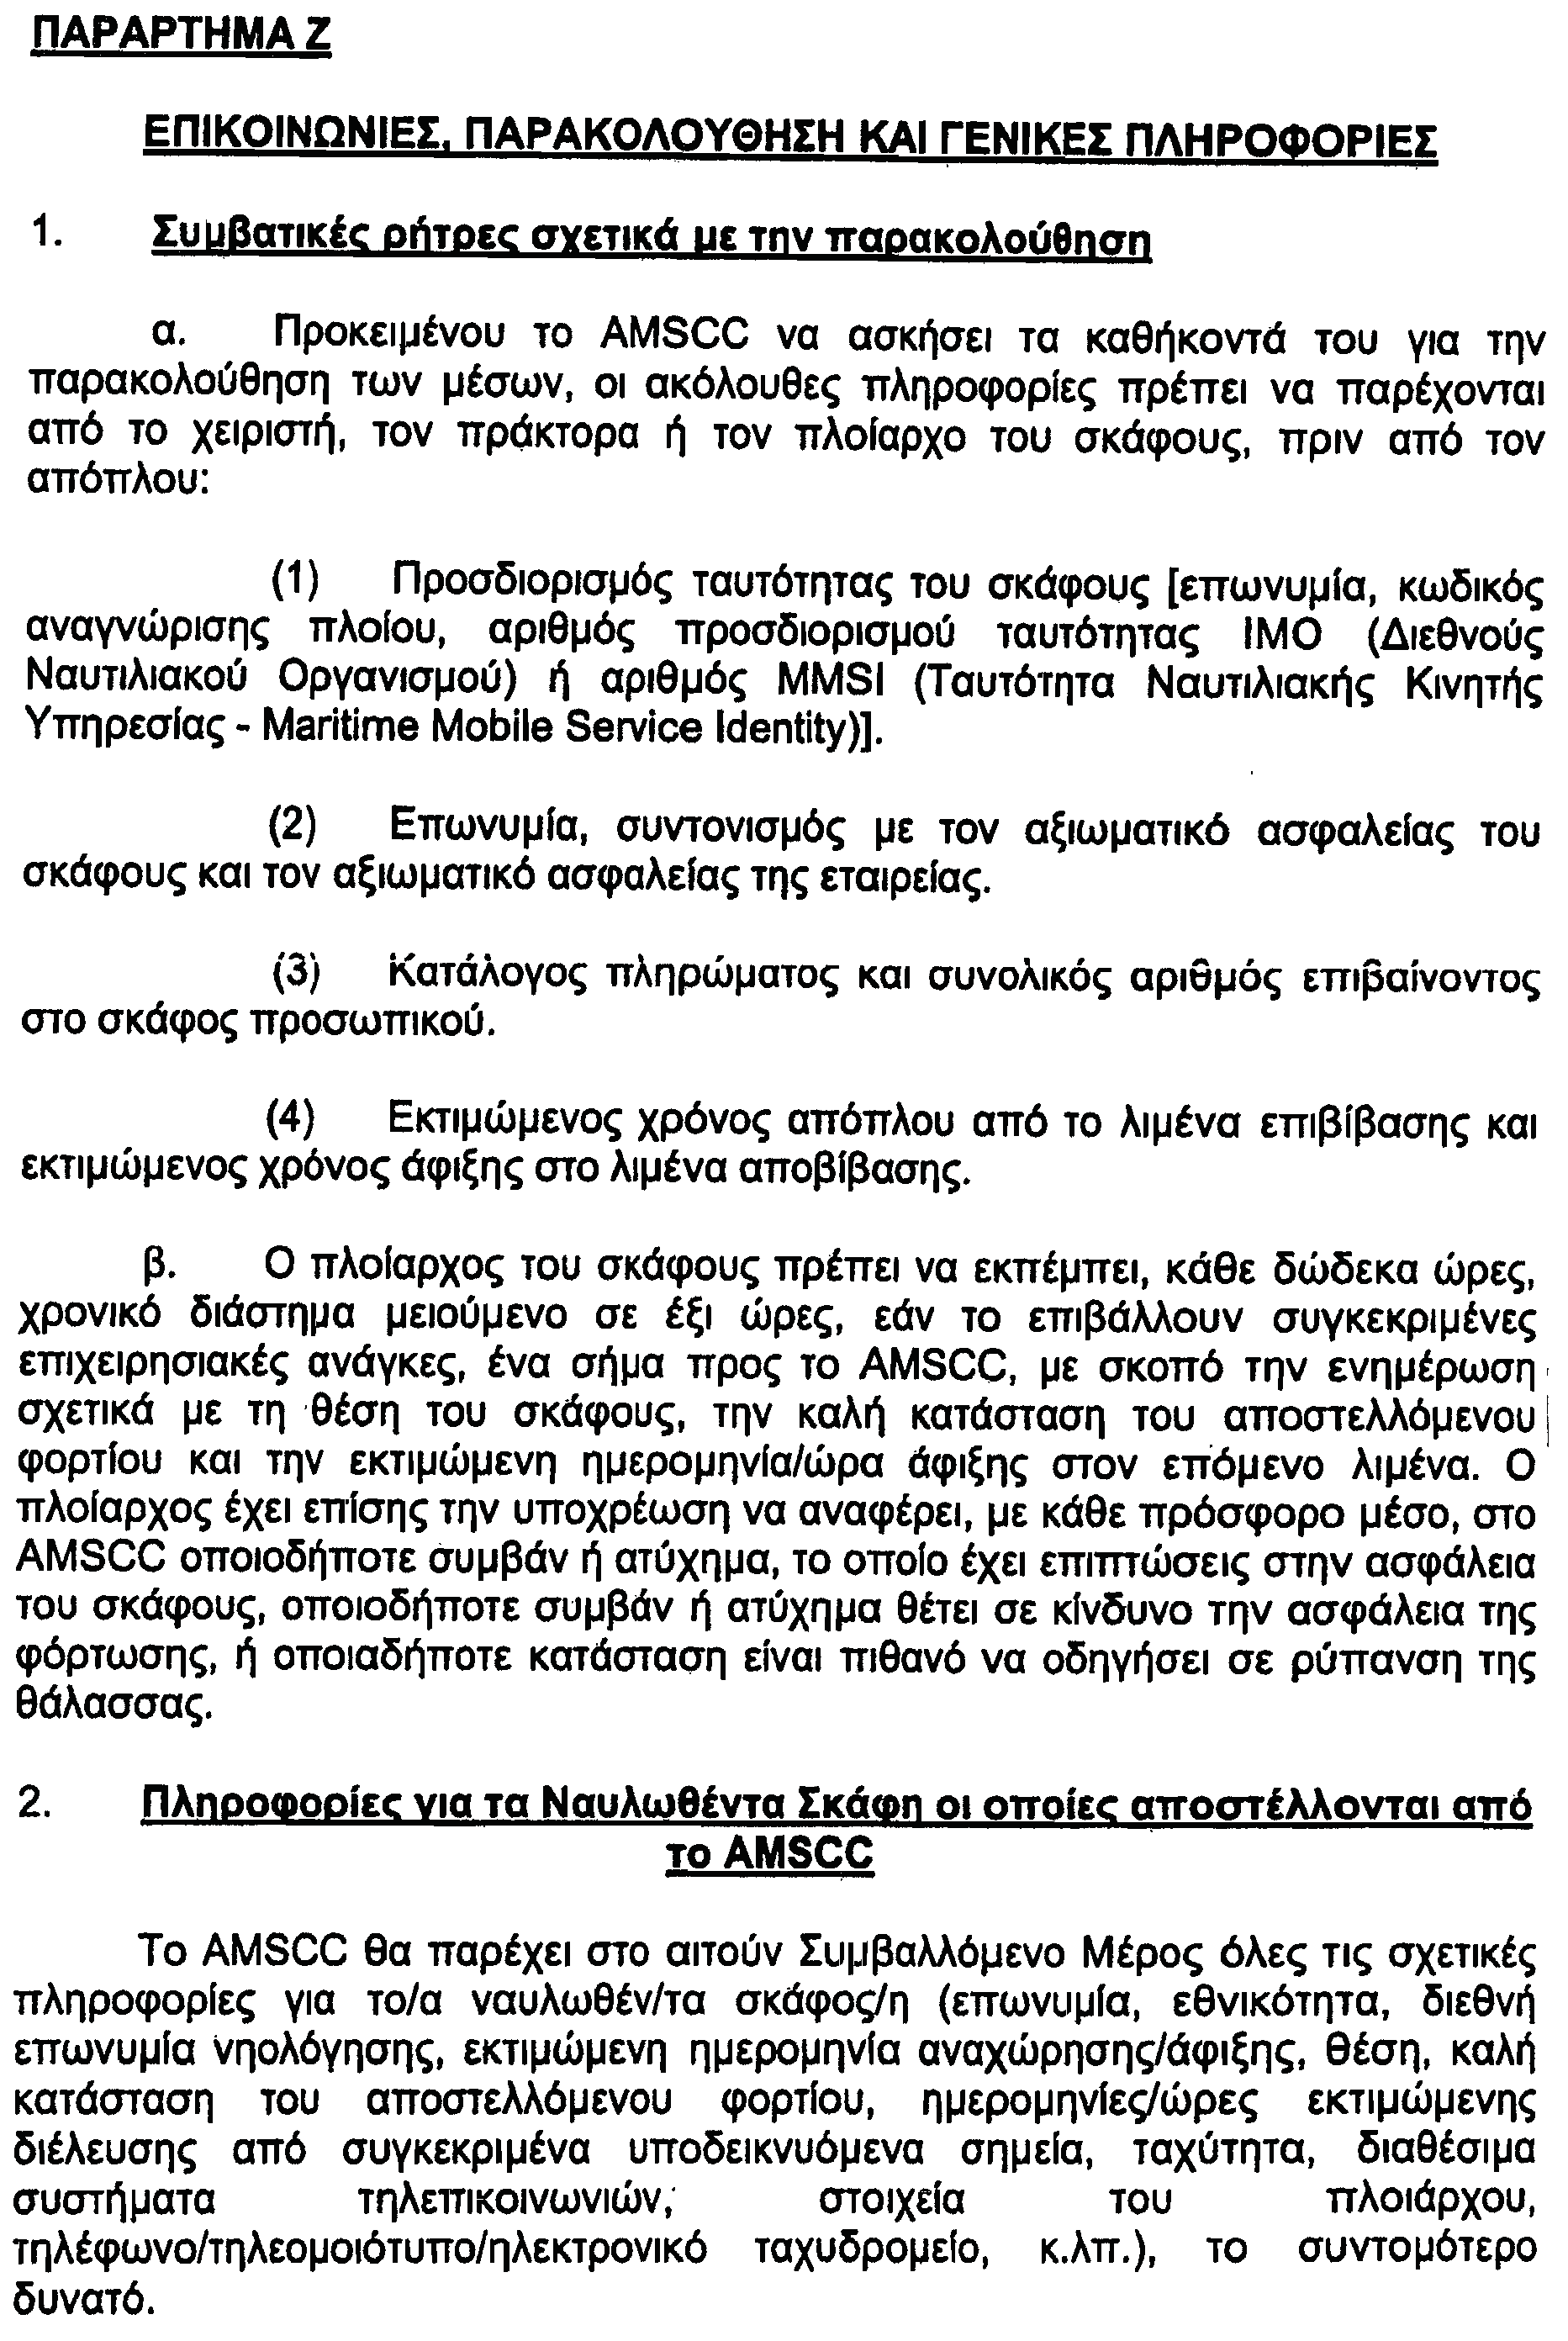 ΠΑΡΑΡΤΗΜΑ Ζ
ΕΠΙΚΟΙΝΩΝΙΕΣ, ΠΑΡΑΚΟΛΟΥΘΗΣΗ ΚΑΙ ΓΕΝΙΚΕΣ ΠΛΗΡΟΦΟΡΙΕΣ
1. Συμβατικές ρήτρες σχετικά με την παρακολούθηση
α. Προκειμένου το AMSCC να ασκήσει τα καθήκοντά του για την
παρακολούθηση των μέσων, οι ακόλουθες πληροφορίες πρέπει να παρέχονται
από το χειριστή, τον πράκτορα ή τον πλοίαρχο του σκάφους, πριν από τον
απόπλου:
(1) Προσδιορισμός ταυτότητας του σκάφους [επωνυμία, κωδικός
αναγνώρισης πλοίου, αριθμός προσδιορισμού ταυτότητας IMO (Διεθνούς
Ναυτιλιακού Οργανισμού) ή αριθμός MMSI (Ταυτότητα Ναυτιλιακής Κινητής
Υπηρεσίας - Maritime Mobile Service Identity)].
(2) Επωνυμία, συντονισμός με τον αξιωματικό ασφαλείας του
σκάφους και τον αξιωματικό ασφαλείας της εταιρείας.
(3) Κατάλογος πληρώματος και συνολικός αριθμός επιβαίνοντος
στο σκάφος προσωπικού.
(4) Εκτιμώμενος χρόνος απόπλου από το λιμένα επιβίβασης και
εκτιμώμενος χρόνος άφιξης στο λιμένα αποβίβασης.
β. Ο πλοίαρχος του σκάφους πρέπει να εκπέμπει, κάθε δώδεκα ώρες,
χρονικό διάστημα μειούμενο σε έξι ώρες, εάν το επιβάλλουν συγκεκριμένες
επιχειρησιακές ανάγκες, ένα σήμα προς το AMSCC, με σκοπό την ενημέρωση
σχετικά με τη θέση του σκάφους, την καλή κατάσταση του αποστελλόμενου
φορτίου και την εκτιμώμενη ημερομηνία/ώρα άφιξης στον επόμενο λιμένα. Ο
πλοίαρχος έχει επίσης την υποχρέωση να αναφέρει, με κάθε πρόσφορο μέσο, στο
AMSCC οποιοδήποτε συμβάν ή ατύχημα, το οποίο έχει επιπτώσεις στην ασφάλεια
του σκάφους, οποιοδήποτε συμβάν ή ατύχημα θέτει σε κίνδυνο την ασφάλεια της
φόρτωσης, ή οποιαδήποτε κατάσταση είναι πιθανό να οδηγήσει σε ρύπανση της
θάλασσας.
2. Πληροφορίες για τα Ναυλωθέντα Σκάφη οι οποίες αποστέλλονται από
το AMSCC
Το AMSCC θα παρέχει στο αιτούν Συμβαλλόμενο Μέρος όλες τις σχετικές
πληροφορίες για το/α ναυλωθέν/τα σκάφος/η (επωνυμία, εθνικότητα, διεθνή
επωνυμία νηολόγησης, εκτιμώμενη ημερομηνία αναχώρησης/άφιξης, θέση, καλή
κατάσταση του αποστελλόμενου φορτίου, ημερομηνίες/ώρες εκτιμώμενης
διέλευσης από συγκεκριμένα υποδεικνυόμενα σημεία, ταχύτητα, διαθέσιμα
συστήματα τηλεπικοινωνιών, στοιχεία του πλοιάρχου,
τηλέφωνο/τηλεομοιότυπο/ηλεκτρονικό ταχυδρομείο, κ.λπ.), το συντομότερο
δυνατό.